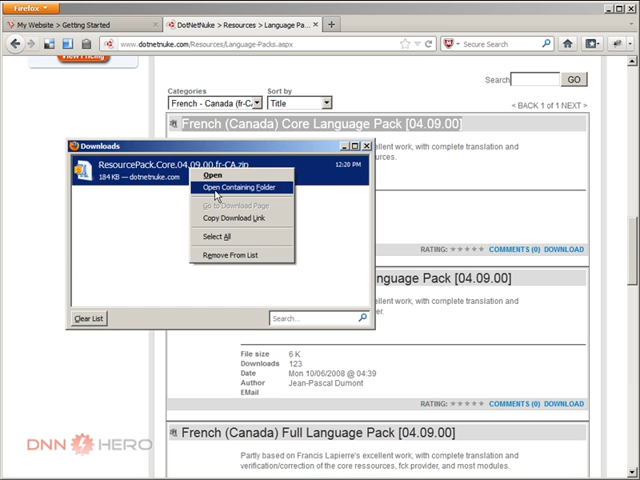 Firefox
My Website > Getting Started
DotNetNuke > Resources > Language Pa...
www.dotnetnuke.com/Resources/Language-Packs.aspx
Secure Search
View Pricing
Search
GO
Categories
Sort by
French - Canada (fr-CA
Title
< BACK 1 of 1 NEXT >
French (Canada) Core Language Pack [04.09.00]
excellent work, with complete translation and
Downloads
ResourcePack.Core.04.09.00.fr-CA.zip
184 KB — dotnetnuke.com
12:20 PM
Open
Open Containing Folder
Go to Download Page
Copy Download Link
Select All
Remove From List
Clear List
Search...
RATING:
COMMENTS (0)
DOWNLOAD
anguage Pack [04.09.00]
excellent work, with complete translation and
File size
6 K
Downloads
123
Date
Mon 10/06/2008 @ 04:39
Author
Jean-Pascal Dumont
EMail
RATING:
COMMENTS (0)
DOWNLOAD
French (Canada) Full Language Pack [04.09.00]
Partly based on Francis Lapierre's excellent work, with complete translation and
verification/correction of the core ressources, fck provider, and most modules.
DNN HERO